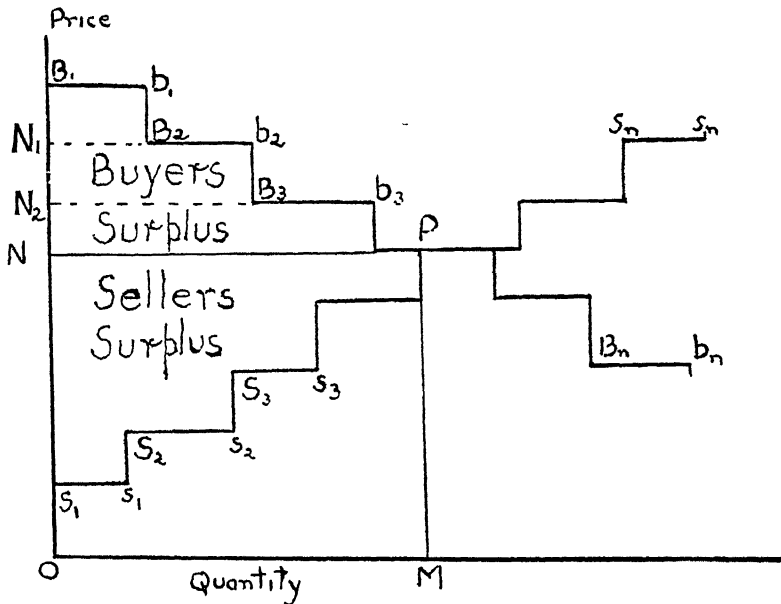 Price
B₁ b₁
N₁ B₂ b₂ sₙ sₙ
Buyers
N₂ B₃ b₃
Surplus P
N
Sellers
Surplus
S₃ s₃ Bₙ bₙ
S₂ s₂
S₁ s₁
O Quantity M